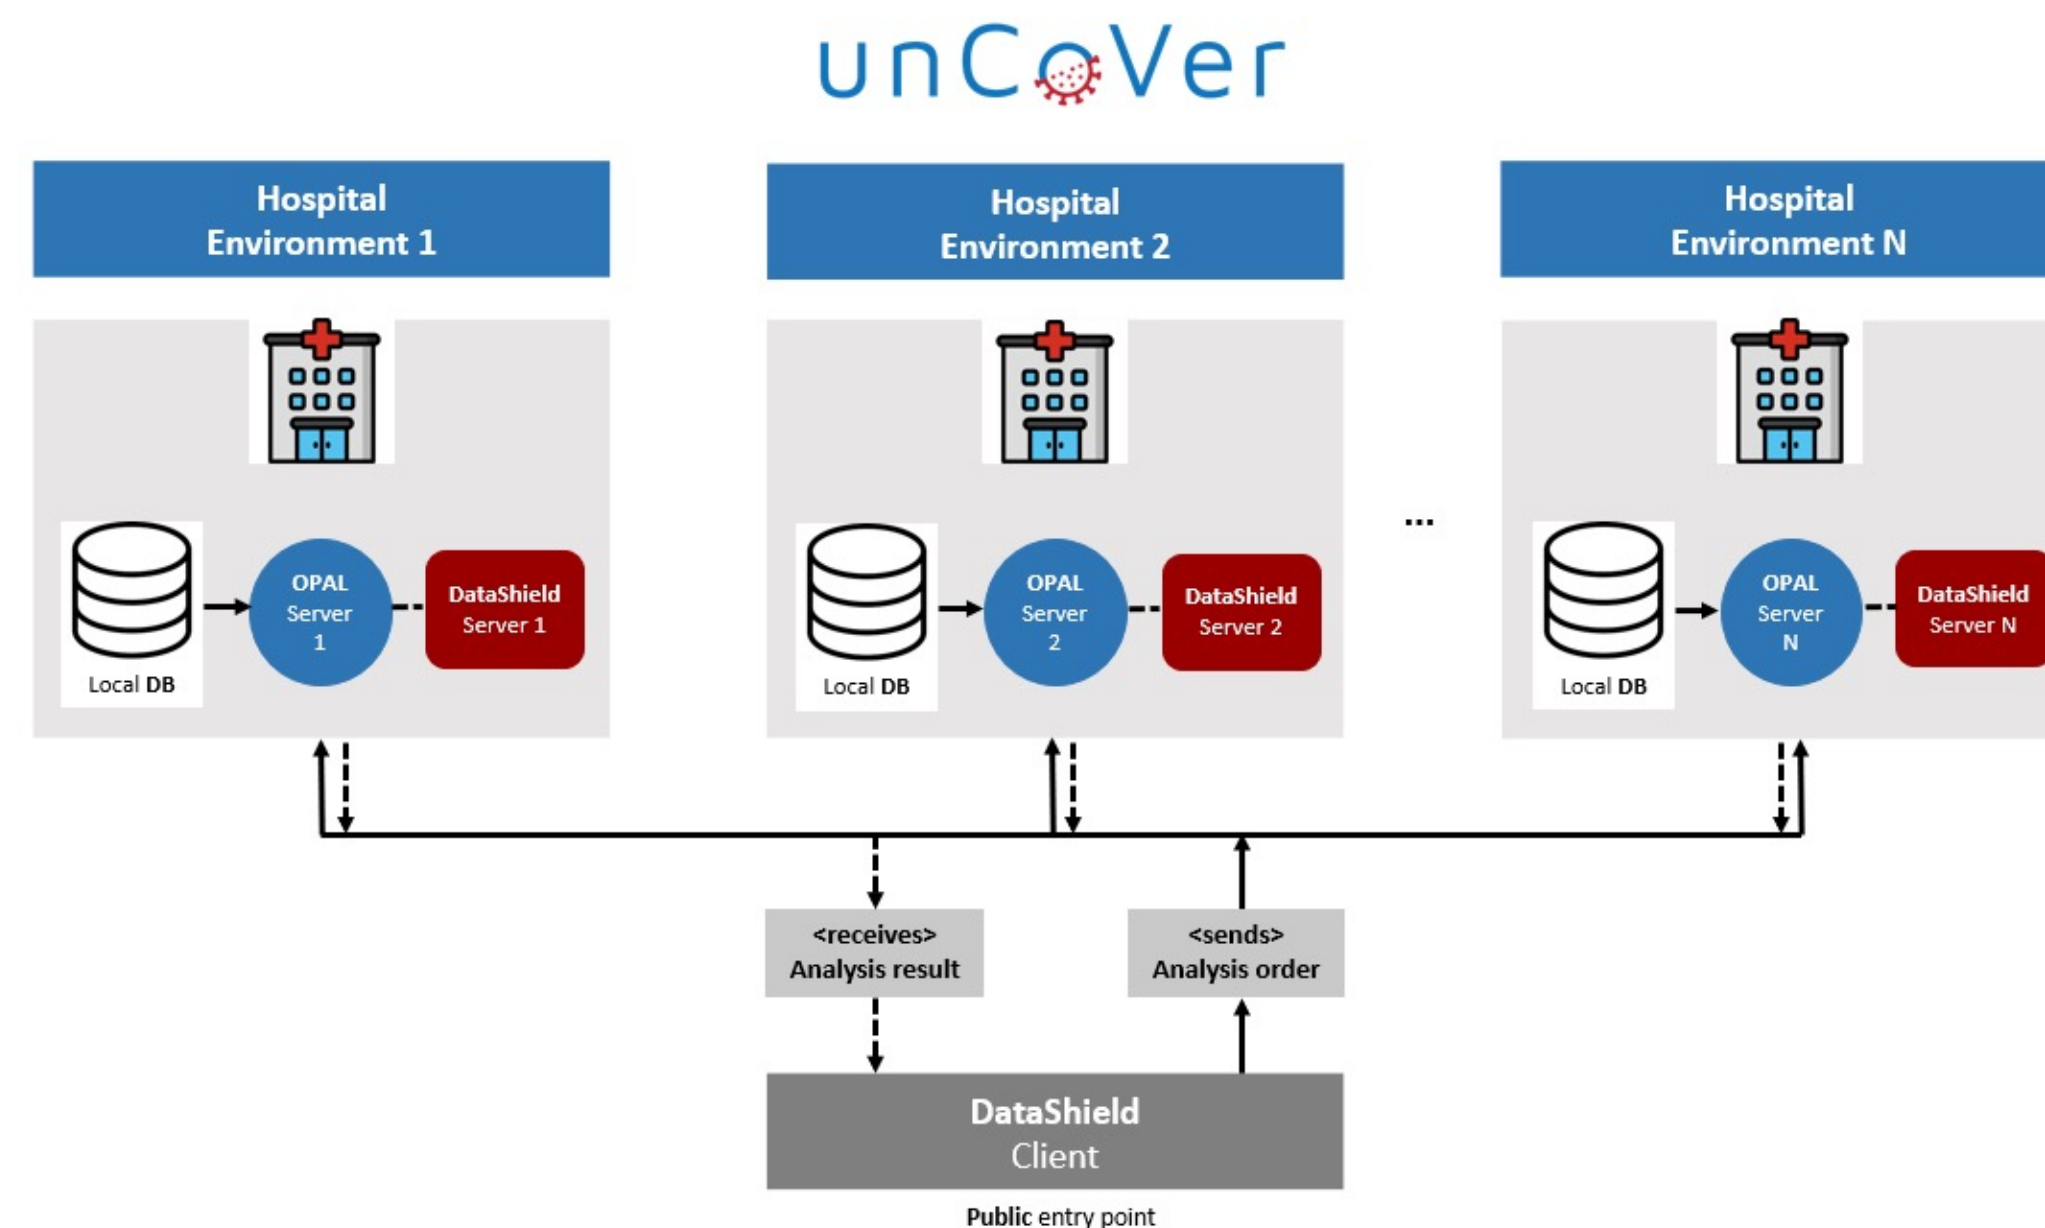 unCoVer
Hospital
Environment 1
Hospital
Environment 2
Hospital
Environment N
OPAL
Server
1
DataShield
Server 1
Local DB
OPAL
Server
2
DataShield
Server 2
Local DB
...
OPAL
Server
N
DataShield
Server N
Local DB
<receives>
Analysis result
<sends>
Analysis order
DataShield
Client
Public entry point